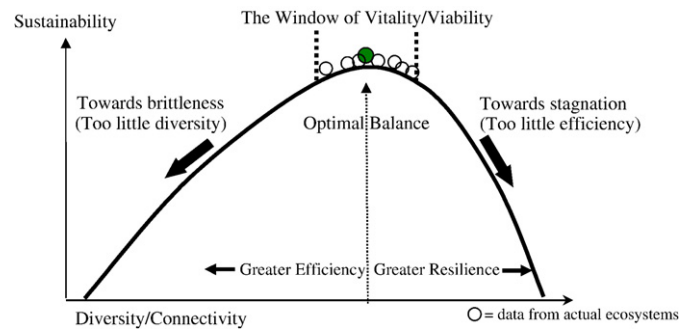 Sustainability
The Window of Vitality/Viability
Towards brittleness
(Too little diversity)
Optimal Balance
Towards stagnation
(Too little efficiency)
Greater Efficiency
Greater Resilience
Diversity/Connectivity
= data from actual ecosystems